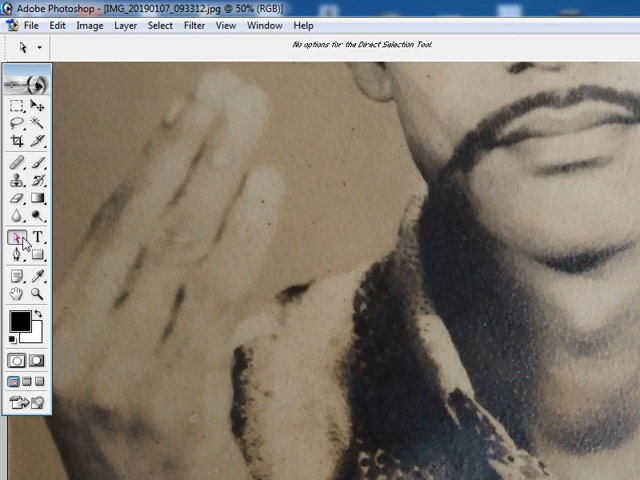 Adobe Photoshop - [IMG_20190107_093312.jpg @ 50% (RGB)]
File Edit Image Layer Select Filter View Window Help
No options for the Direct Selection Tool.
T